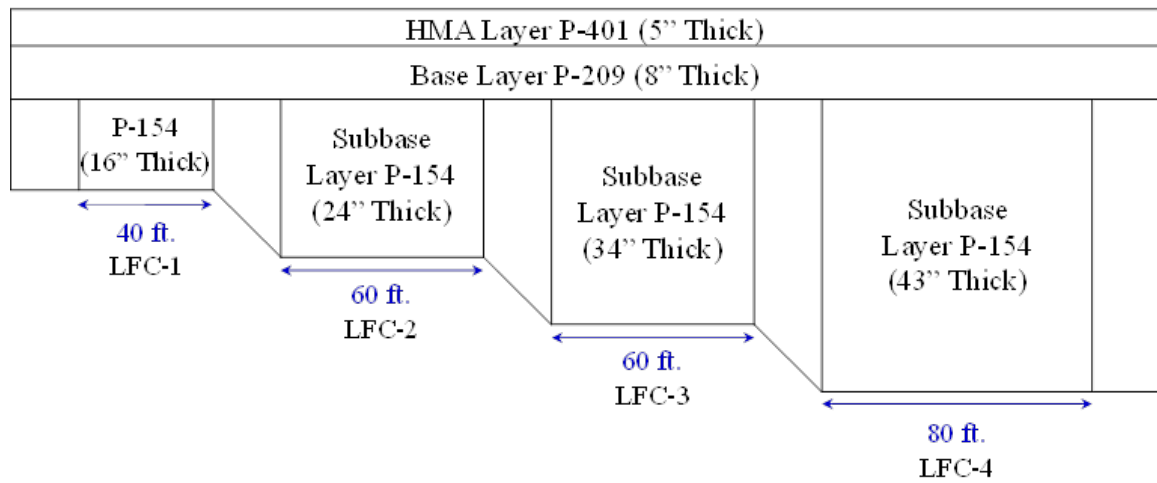 HMA Layer P-401 (5” Thick)
Base Layer P-209 (8” Thick)
P-154
(16” Thick)
40 ft.
LFC-1
Subbase
Layer P-154
(24” Thick)
60 ft.
LFC-2
Subbase
Layer P-154
(34” Thick)
60 ft.
LFC-3
Subbase
Layer P-154
(43” Thick)
80 ft.
LFC-4